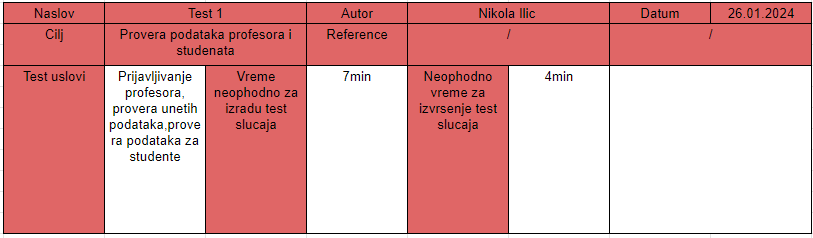 Naslov Test 1 Autor Nikola Ilic Datum 26.01.2024
Cilj Provera podataka profesora i Reference / /
studenata
Test uslovi Prijavljivanje Vreme 7min Neophodno 4min
profesora, neophodno za vreme za
provera unetih izradu test izvrsenje test
podataka,prove slucaja slucaja
ra podataka za
studente